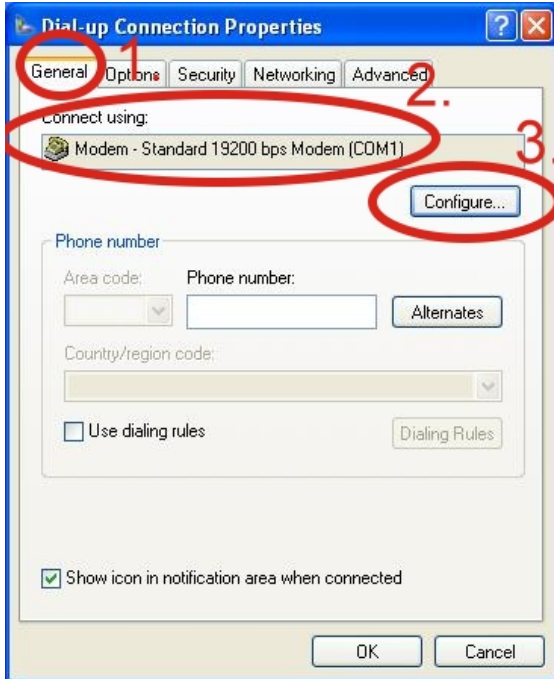 Dial-up Connection Properties
1
General Options Security Networking Advanced
2.
Connect using:
Modem - Standard 19200 bps Modem (COM1)
3.
Configure...
Phone number
Area code: Phone number:
Alternates
Country/region code:
Use dialing rules Dialing Rules
Show icon in notification area when connected
OK Cancel